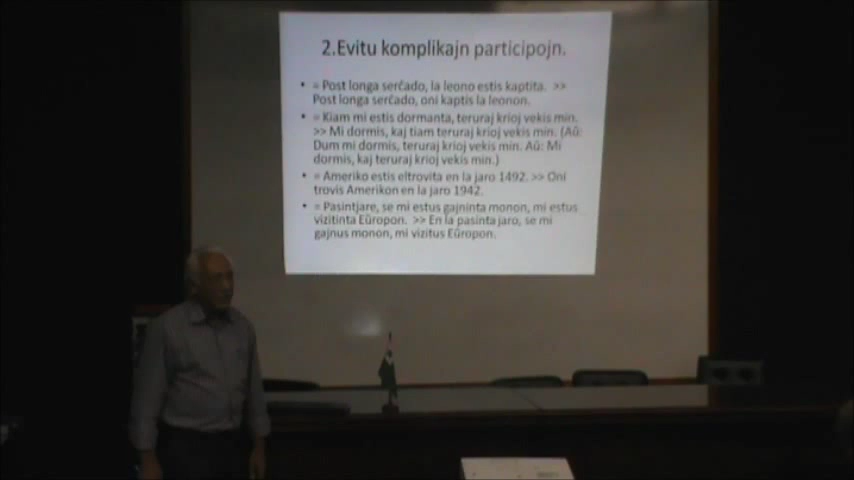 2.Evitu komplikajn participojn.
• = Post longa serĉado, la leono estis kaptita. >>
Post longa serĉado, oni kaptis la leonon.
• = Kiam mi estis dormanta, teruraj krioj vekis min.
>> Mi dormis, kaj tiam teruraj krioj vekis min. (Aŭ:
Dum mi dormis, teruraj krioj vekis min. Aŭ: Mi
dormis, kaj teruraj krioj vekis min.)
• = Ameriko estis eltrovita en la jaro 1492. >> Oni
trovis Amerikon en la jaro 1942.
• = Pasintjare, se mi estus gajninta monon, mi estus
vizitinta Eŭropon. >> En la pasinta jaro, se mi
gajnus monon, mi vizitus Eŭropon.